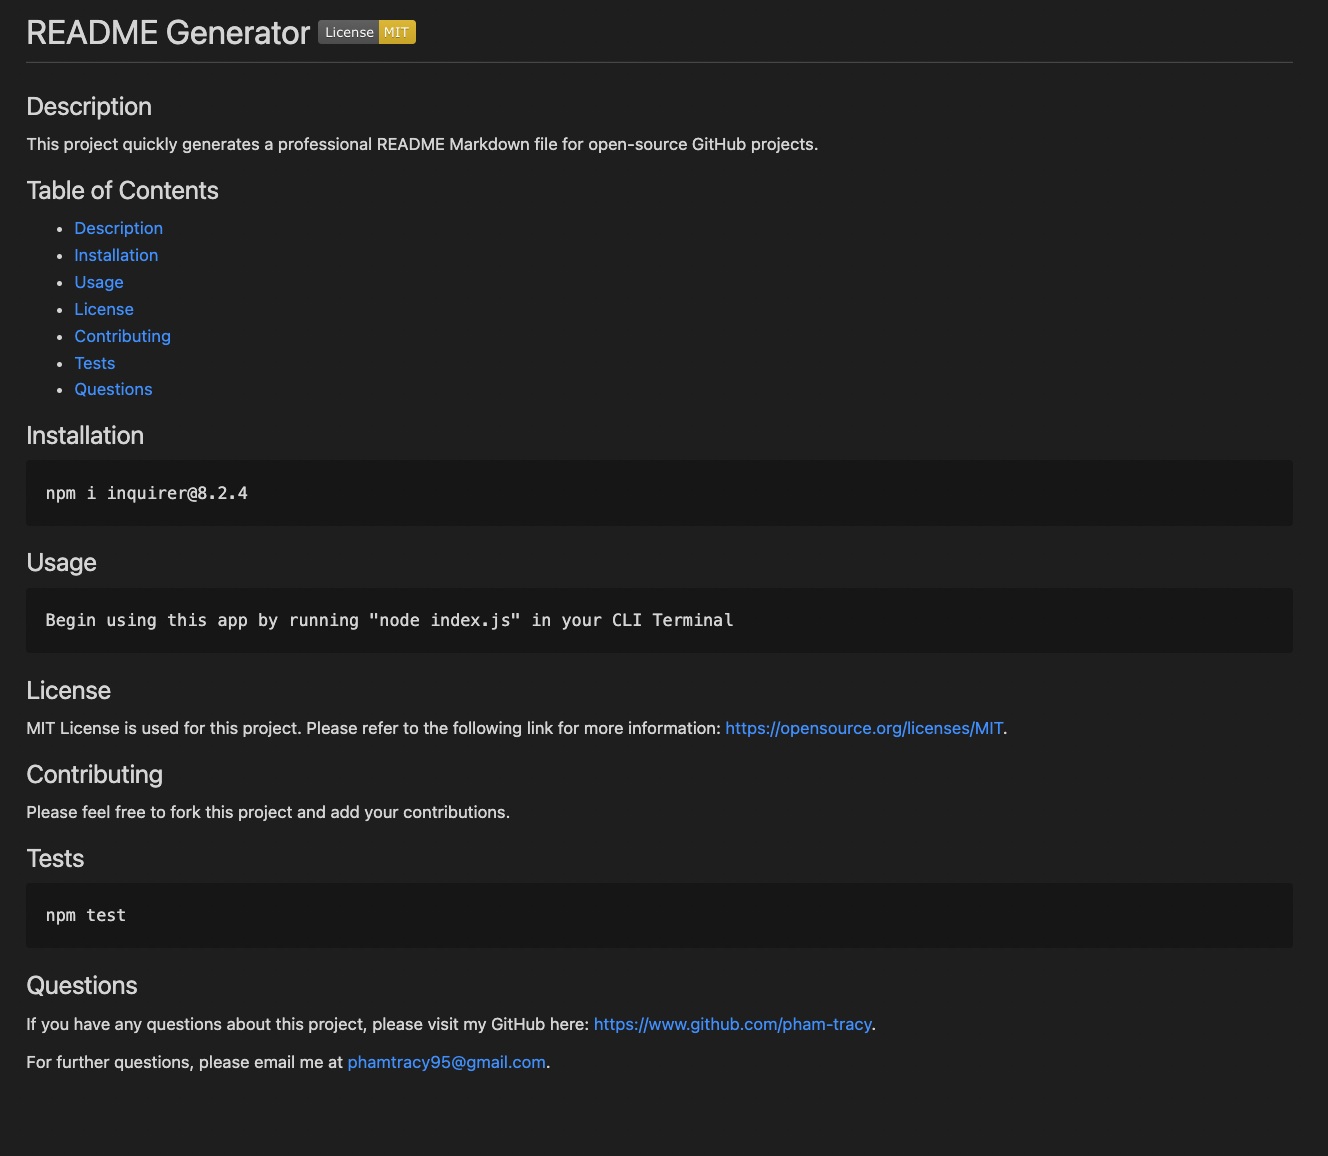 README Generator License MIT
Description
This project quickly generates a professional README Markdown file for open-source GitHub projects.
Table of Contents
Description
Installation
Usage
License
Contributing
Tests
Questions
Installation
npm i inquirer@8.2.4
Usage
Begin using this app by running "node index.js" in your CLI Terminal
License
MIT License is used for this project. Please refer to the following link for more information: https://opensource.org/licenses/MIT.
Contributing
Please feel free to fork this project and add your contributions.
Tests
npm test
Questions
If you have any questions about this project, please visit my GitHub here: https://www.github.com/pham-tracy.
For further questions, please email me at phamtracy95@gmail.com.